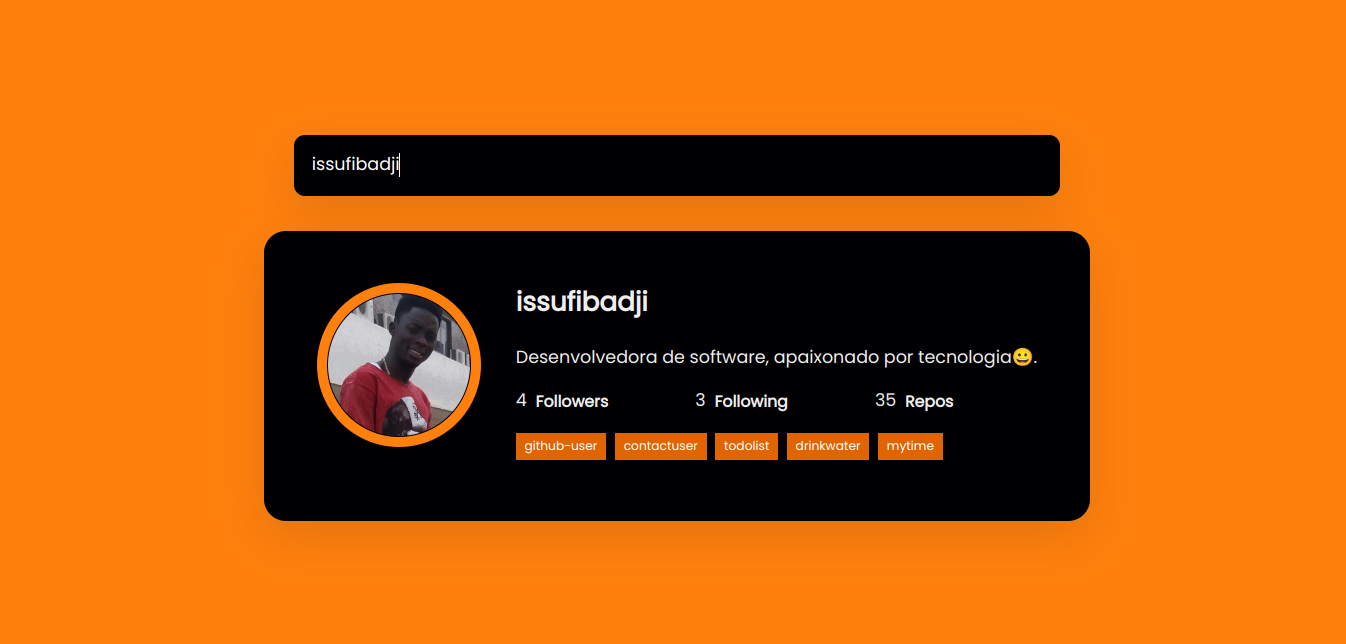 issufibadji
issufibadji
Desenvolvedora de software, apaixonado por tecnologia😀.
4 Followers 3 Following 35 Repos
github-user contactuser todolist drinkwater mytime